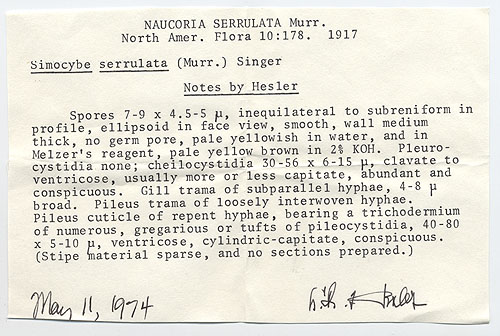 NAUCORIA SERRULATA Murr.
North Amer. Flora 10:178.  1917
Simocybe serrulata (Murr.) Singer
Notes by Hesler
Spores 7-9 x 4.5-5 µ, inequilateral to subreniform in
profile, ellipsoid in face view, smooth, wall medium
thick, no germ pore, pale yellowish in water, and in
Melzer's reagent, pale yellow brown in 2% KOH.  Pleuro-
cystidia none; cheilocystidia 30-56 x 6-15 µ, clavate to
ventricose, usually more or less capitate, abundant and
conspicuous.  Gill trama of subparallel hyphae, 4-8 µ
broad.  Pileus trama of loosely interwoven hyphae.
Pileus cuticle of repent hyphae, bearing a trichodermium
of numerous, gregarious or tufts of pileocystidia, 40-80
x 5-10 µ, ventricose, cylindric-capitate, conspicuous.
(Stipe material sparse, and no sections prepared.)
May 11, 1974 L.R. Hesler